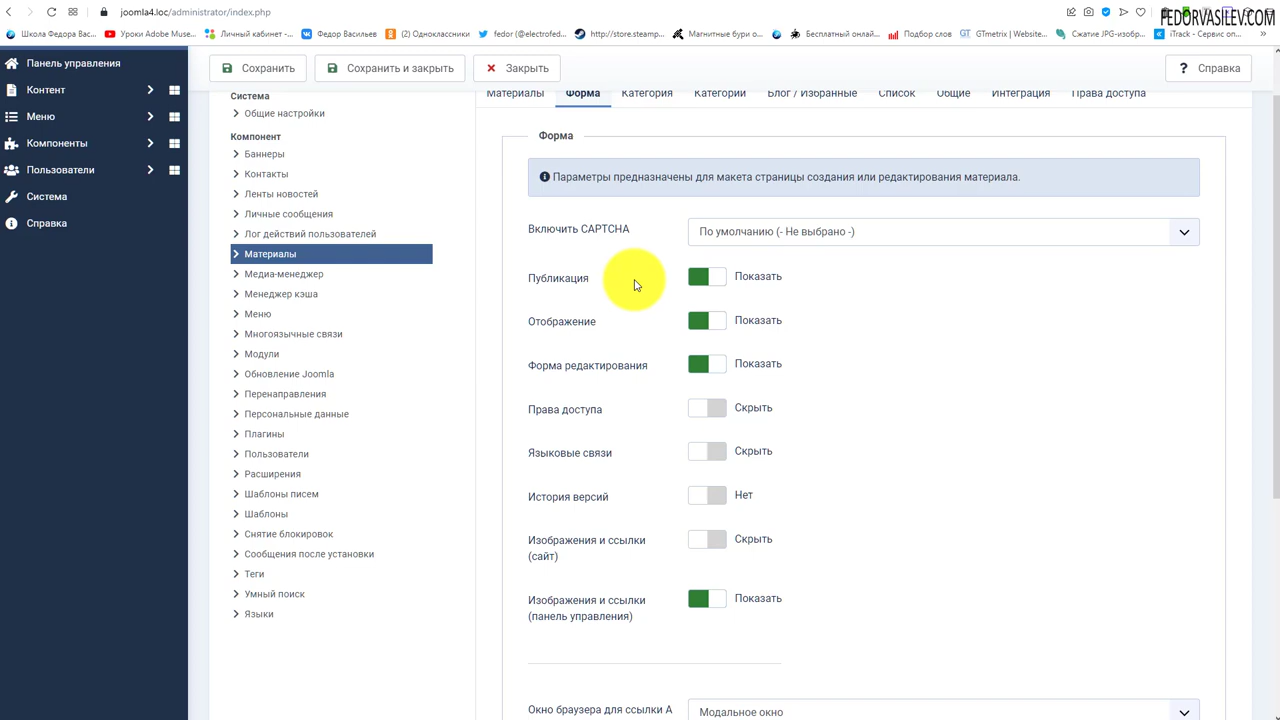 joomla4.loc/administrator/index.php
FEDORVASILEV.COM
Школа Федора Вас...
Уроки Adobe Muse...
Личный кабинет -...
Федор Васильев
(2) Одноклассники
fedor (@electrofed...
http://store.steamp...
Магнитные бури о...
Бесплатный онлай...
Подбор слов
GTmetrix | Website...
Сжатие JPG-изобр...
iTrack - Сервис оп...
Панель управления
Контент
Меню
Компоненты
Пользователи
Система
Справка
Сохранить
Сохранить и закрыть
Закрыть
Справка
Система
Общие настройки
Компонент
Баннеры
Контакты
Ленты новостей
Личные сообщения
Лог действий пользователей
Материалы
Медиа-менеджер
Менеджер кэша
Меню
Многоязычные связи
Модули
Обновление Joomla
Перенаправления
Персональные данные
Плагины
Пользователи
Расширения
Шаблоны писем
Шаблоны
Снятие блокировок
Сообщения после установки
Теги
Умный поиск
Языки
Материалы
Форма
Категория
Категории
Блог / Избранные
Список
Общие
Интеграция
Права доступа
Форма
Параметры предназначены для макета страницы создания или редактирования материала.
Включить CAPTCHA
По умолчанию (- Не выбрано -)
Публикация
Показать
Отображение
Показать
Форма редактирования
Показать
Права доступа
Скрыть
Языковые связи
Скрыть
История версий
Нет
Изображения и ссылки
(сайт)
Скрыть
Изображения и ссылки
(панель управления)
Показать
Окно браузера для ссылки A
Модальное окно